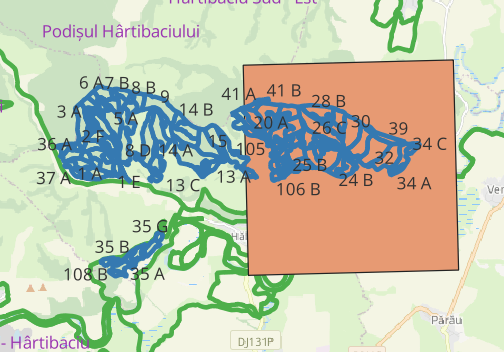 Hârtibaciu Sud - Est
Podișul Hârtibaciului
6 A
7 B
8 B
9
41 A
41 B
28 B
3 A
5 A
14 B
20 A
26 C
30
39
36 A
2 F
8 D
14 A
15
105
25 B
32
34 C
37 A
1 A
1 E
13 C
13 A
106 B
24 B
34 A
35 G
35 B
108 B
35 A
Părău
DJ131P
- Hârtibaciu